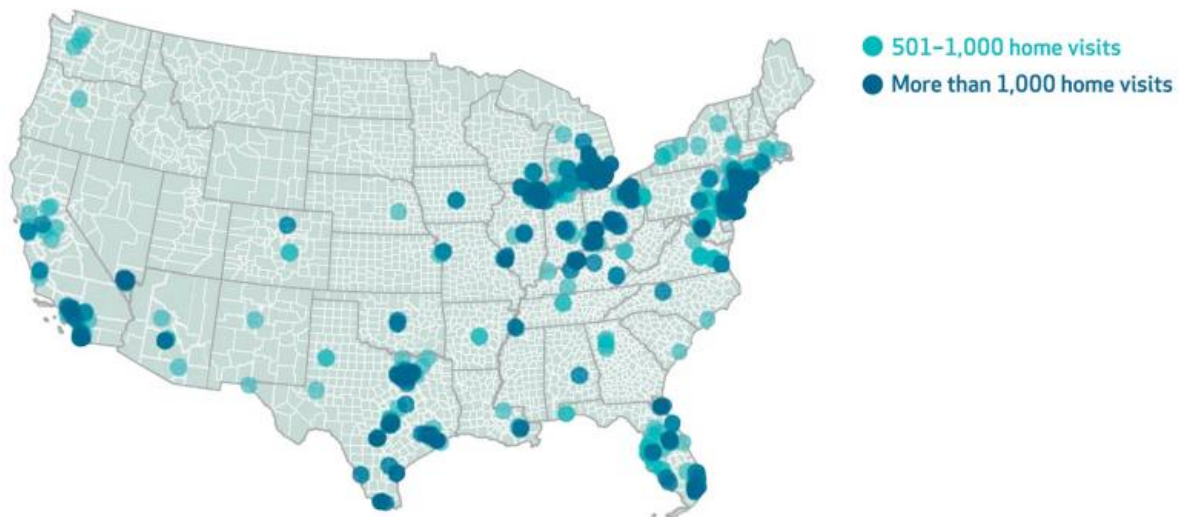 501–1,000 home visits
More than 1,000 home visits